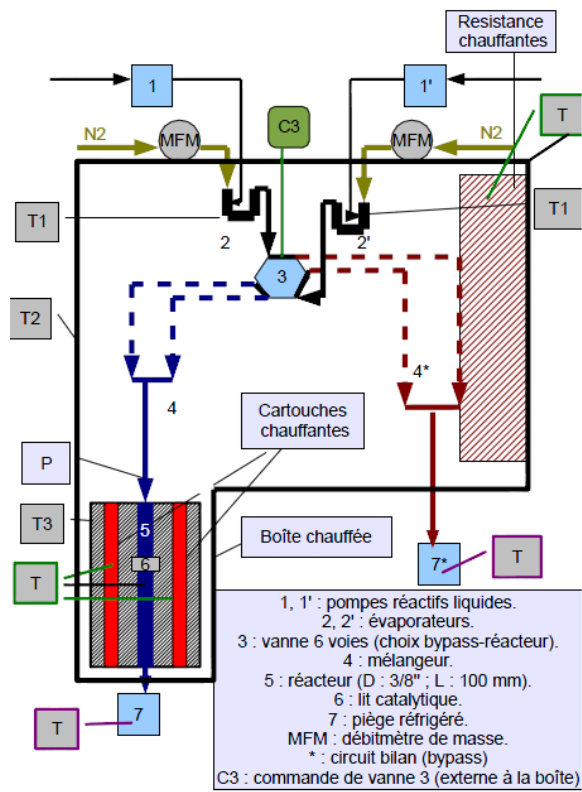 Resistance
chauffantes
1
1'
C3
T
N2
MFM
MFM
N2
T1
T1
2
2'
3
T2
4*
4
Cartouches
chauffantes
P
T3
5
Boîte chauffée
6
T
7*
T
1, 1' : pompes réactifs liquides.
2, 2' : évaporateurs.
3 : vanne 6 voies (choix bypass-réacteur).
4 : mélangeur.
5 : réacteur (D : 3/8" ; L : 100 mm).
6 : lit catalytique.
7 : piège réfrigéré.
MFM : débitmètre de masse.
* : circuit bilan (bypass)
C3 : commande de vanne 3 (externe à la boîte)
T
7